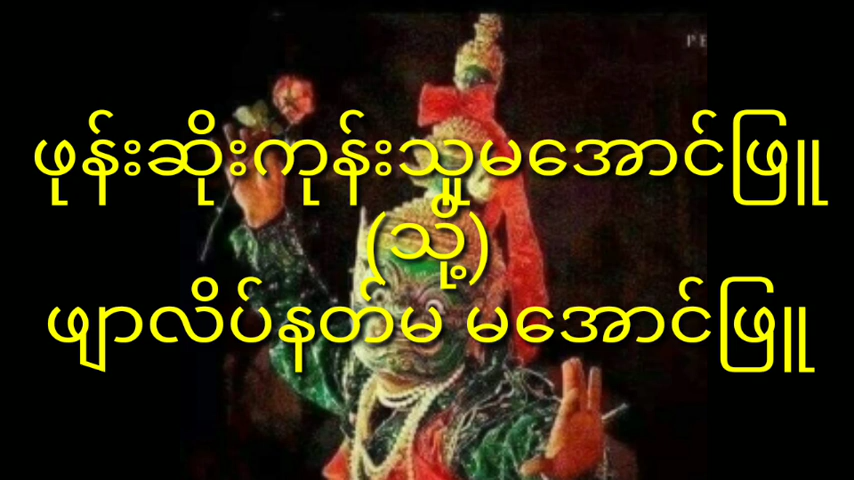 PE
ဖုန်းဆိုးကုန်းသူမအောင်ဖြူ
(သို့)
ဖျာလိပ်နတ်မ မအောင်ဖြူ